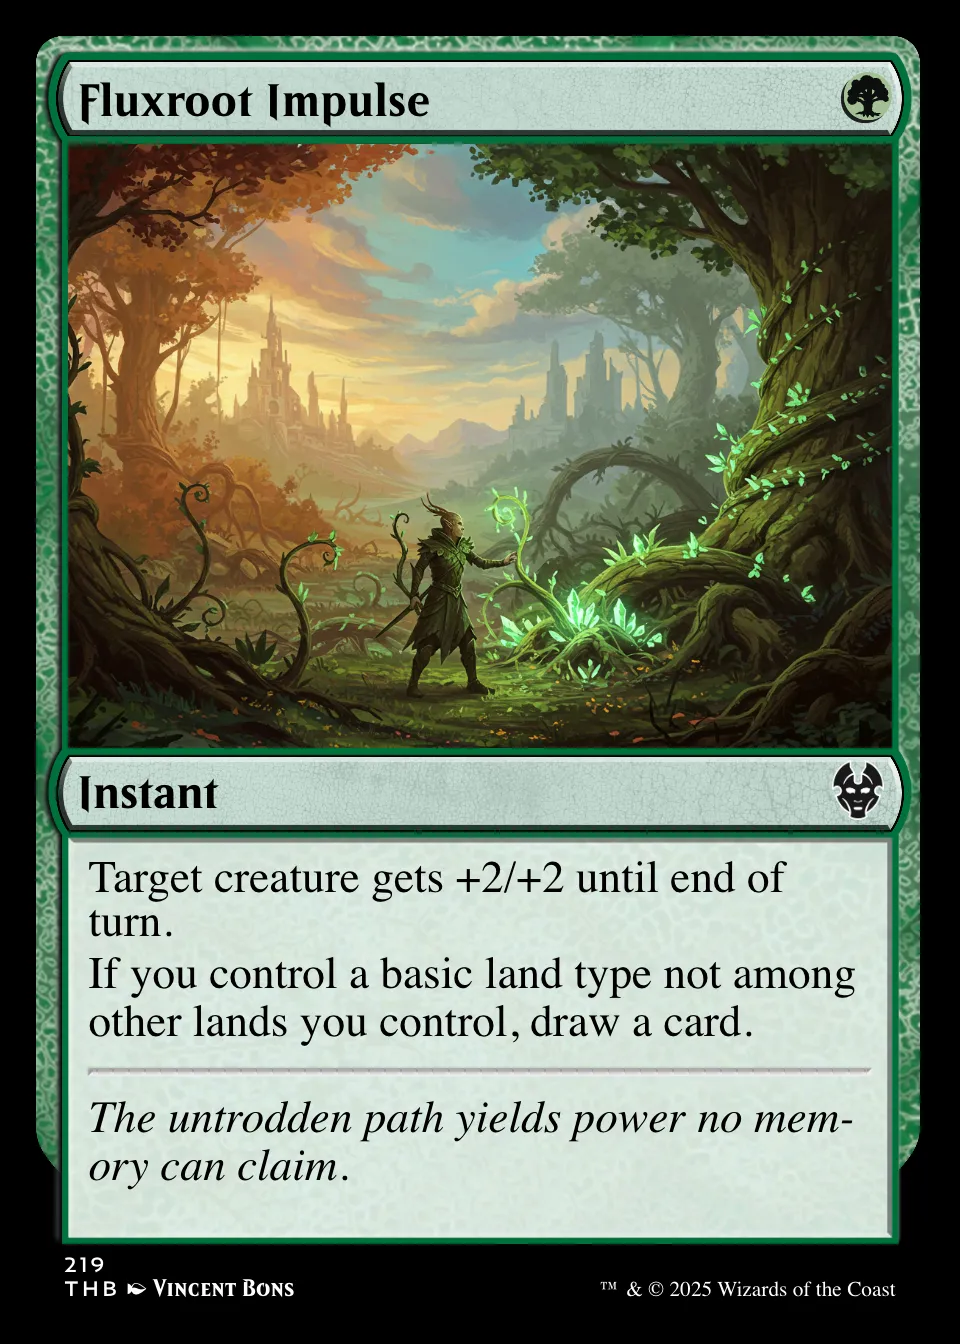 Fluxroot Impulse
Instant
Target creature gets +2/+2 until end of
turn.
If you control a basic land type not among
other lands you control, draw a card.
The untrodden path yields power no mem-
ory can claim.
219
THB Vincent Bons
™ & © 2025 Wizards of the Coast